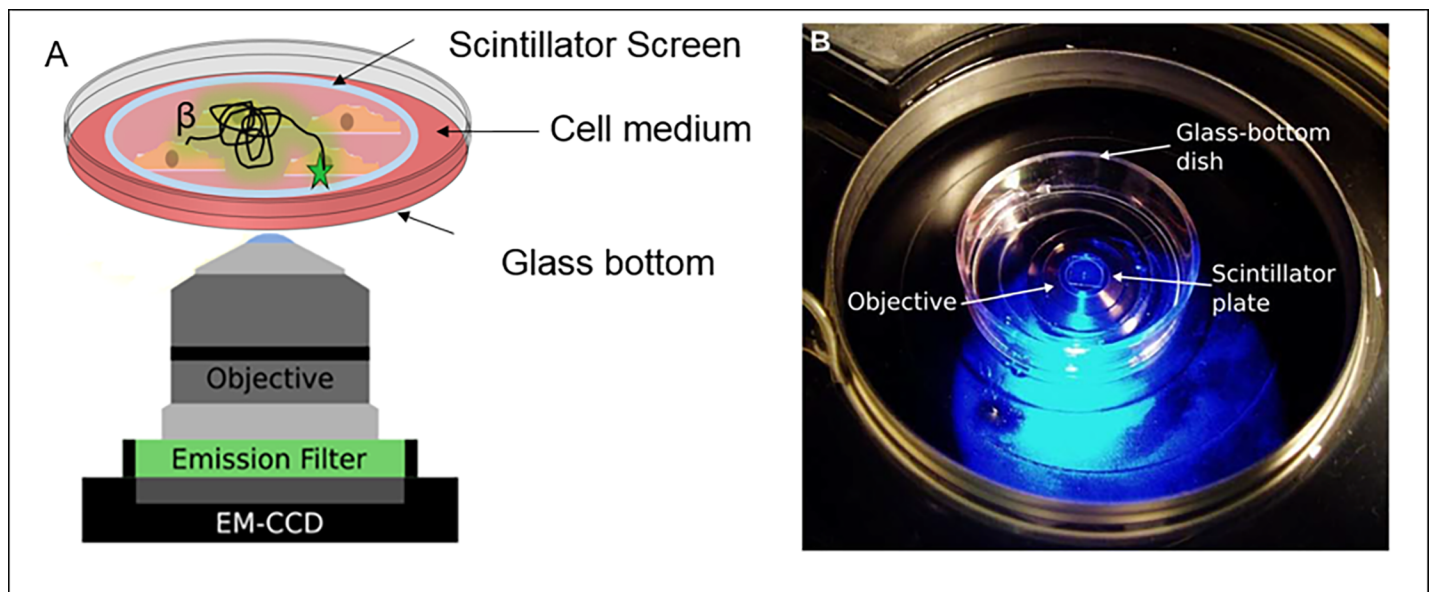 A
Scintillator Screen
β
Cell medium
Glass bottom
Objective
Emission Filter
EM-CCD
B
Glass-bottom
dish
Objective
Scintillator
plate